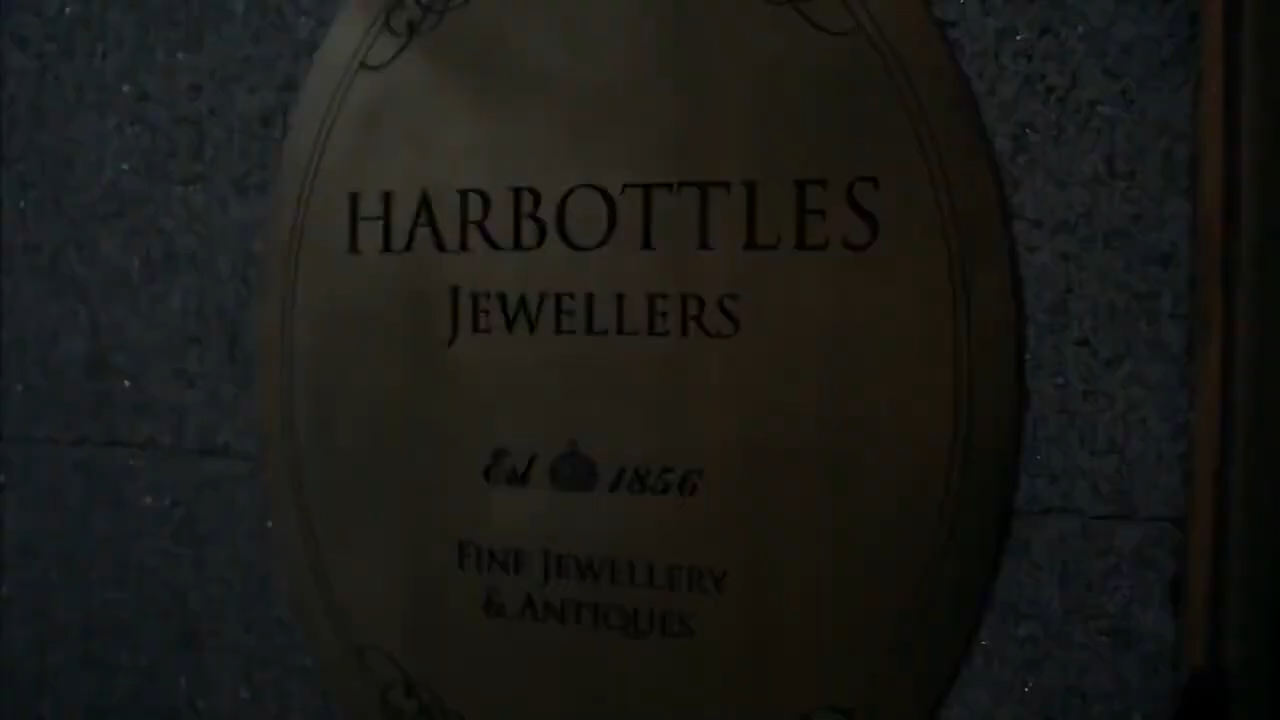 HARBOTTLES
JEWELLERS
Est 1856
FINE JEWELLERY
& ANTIQUES